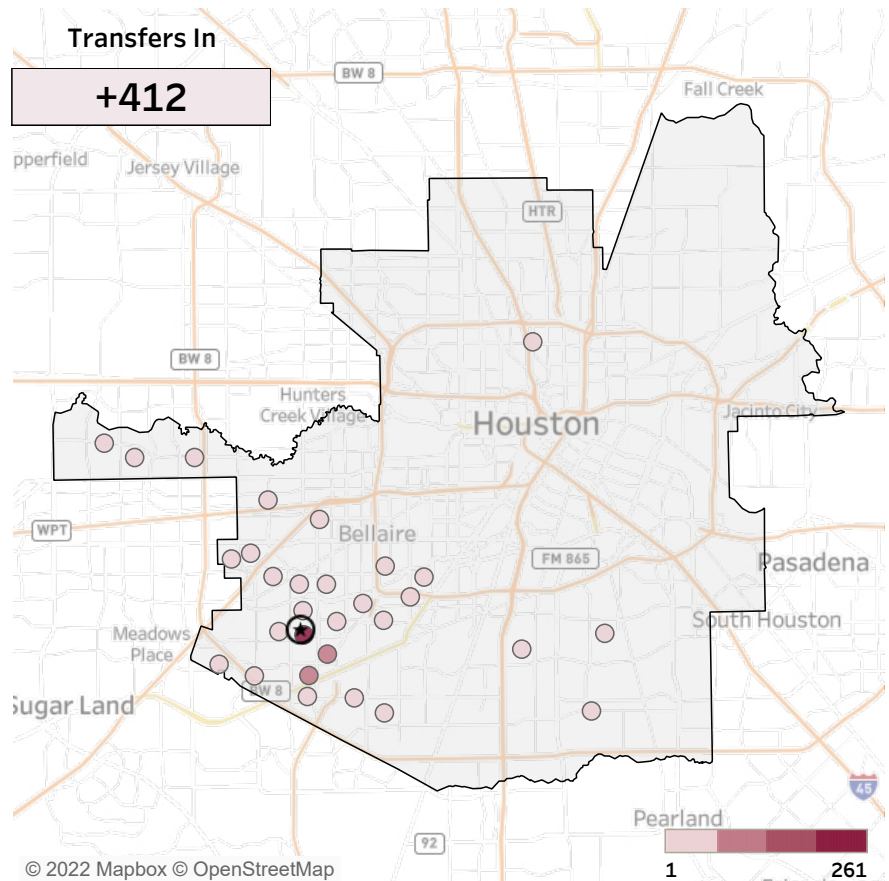 Transfers In
+412
BW 8
Fall Creek
pperfield
Jersey Village
HTR
BW 8
Hunters
Creek Village
Jacinto City
Houston
WPT
Bellaire
FM 865
Pasadena
South Houston
Meadows
Place
BW 8
Sugar Land
45
Pearland
92
1
261
© 2022 Mapbox © OpenStreetMap